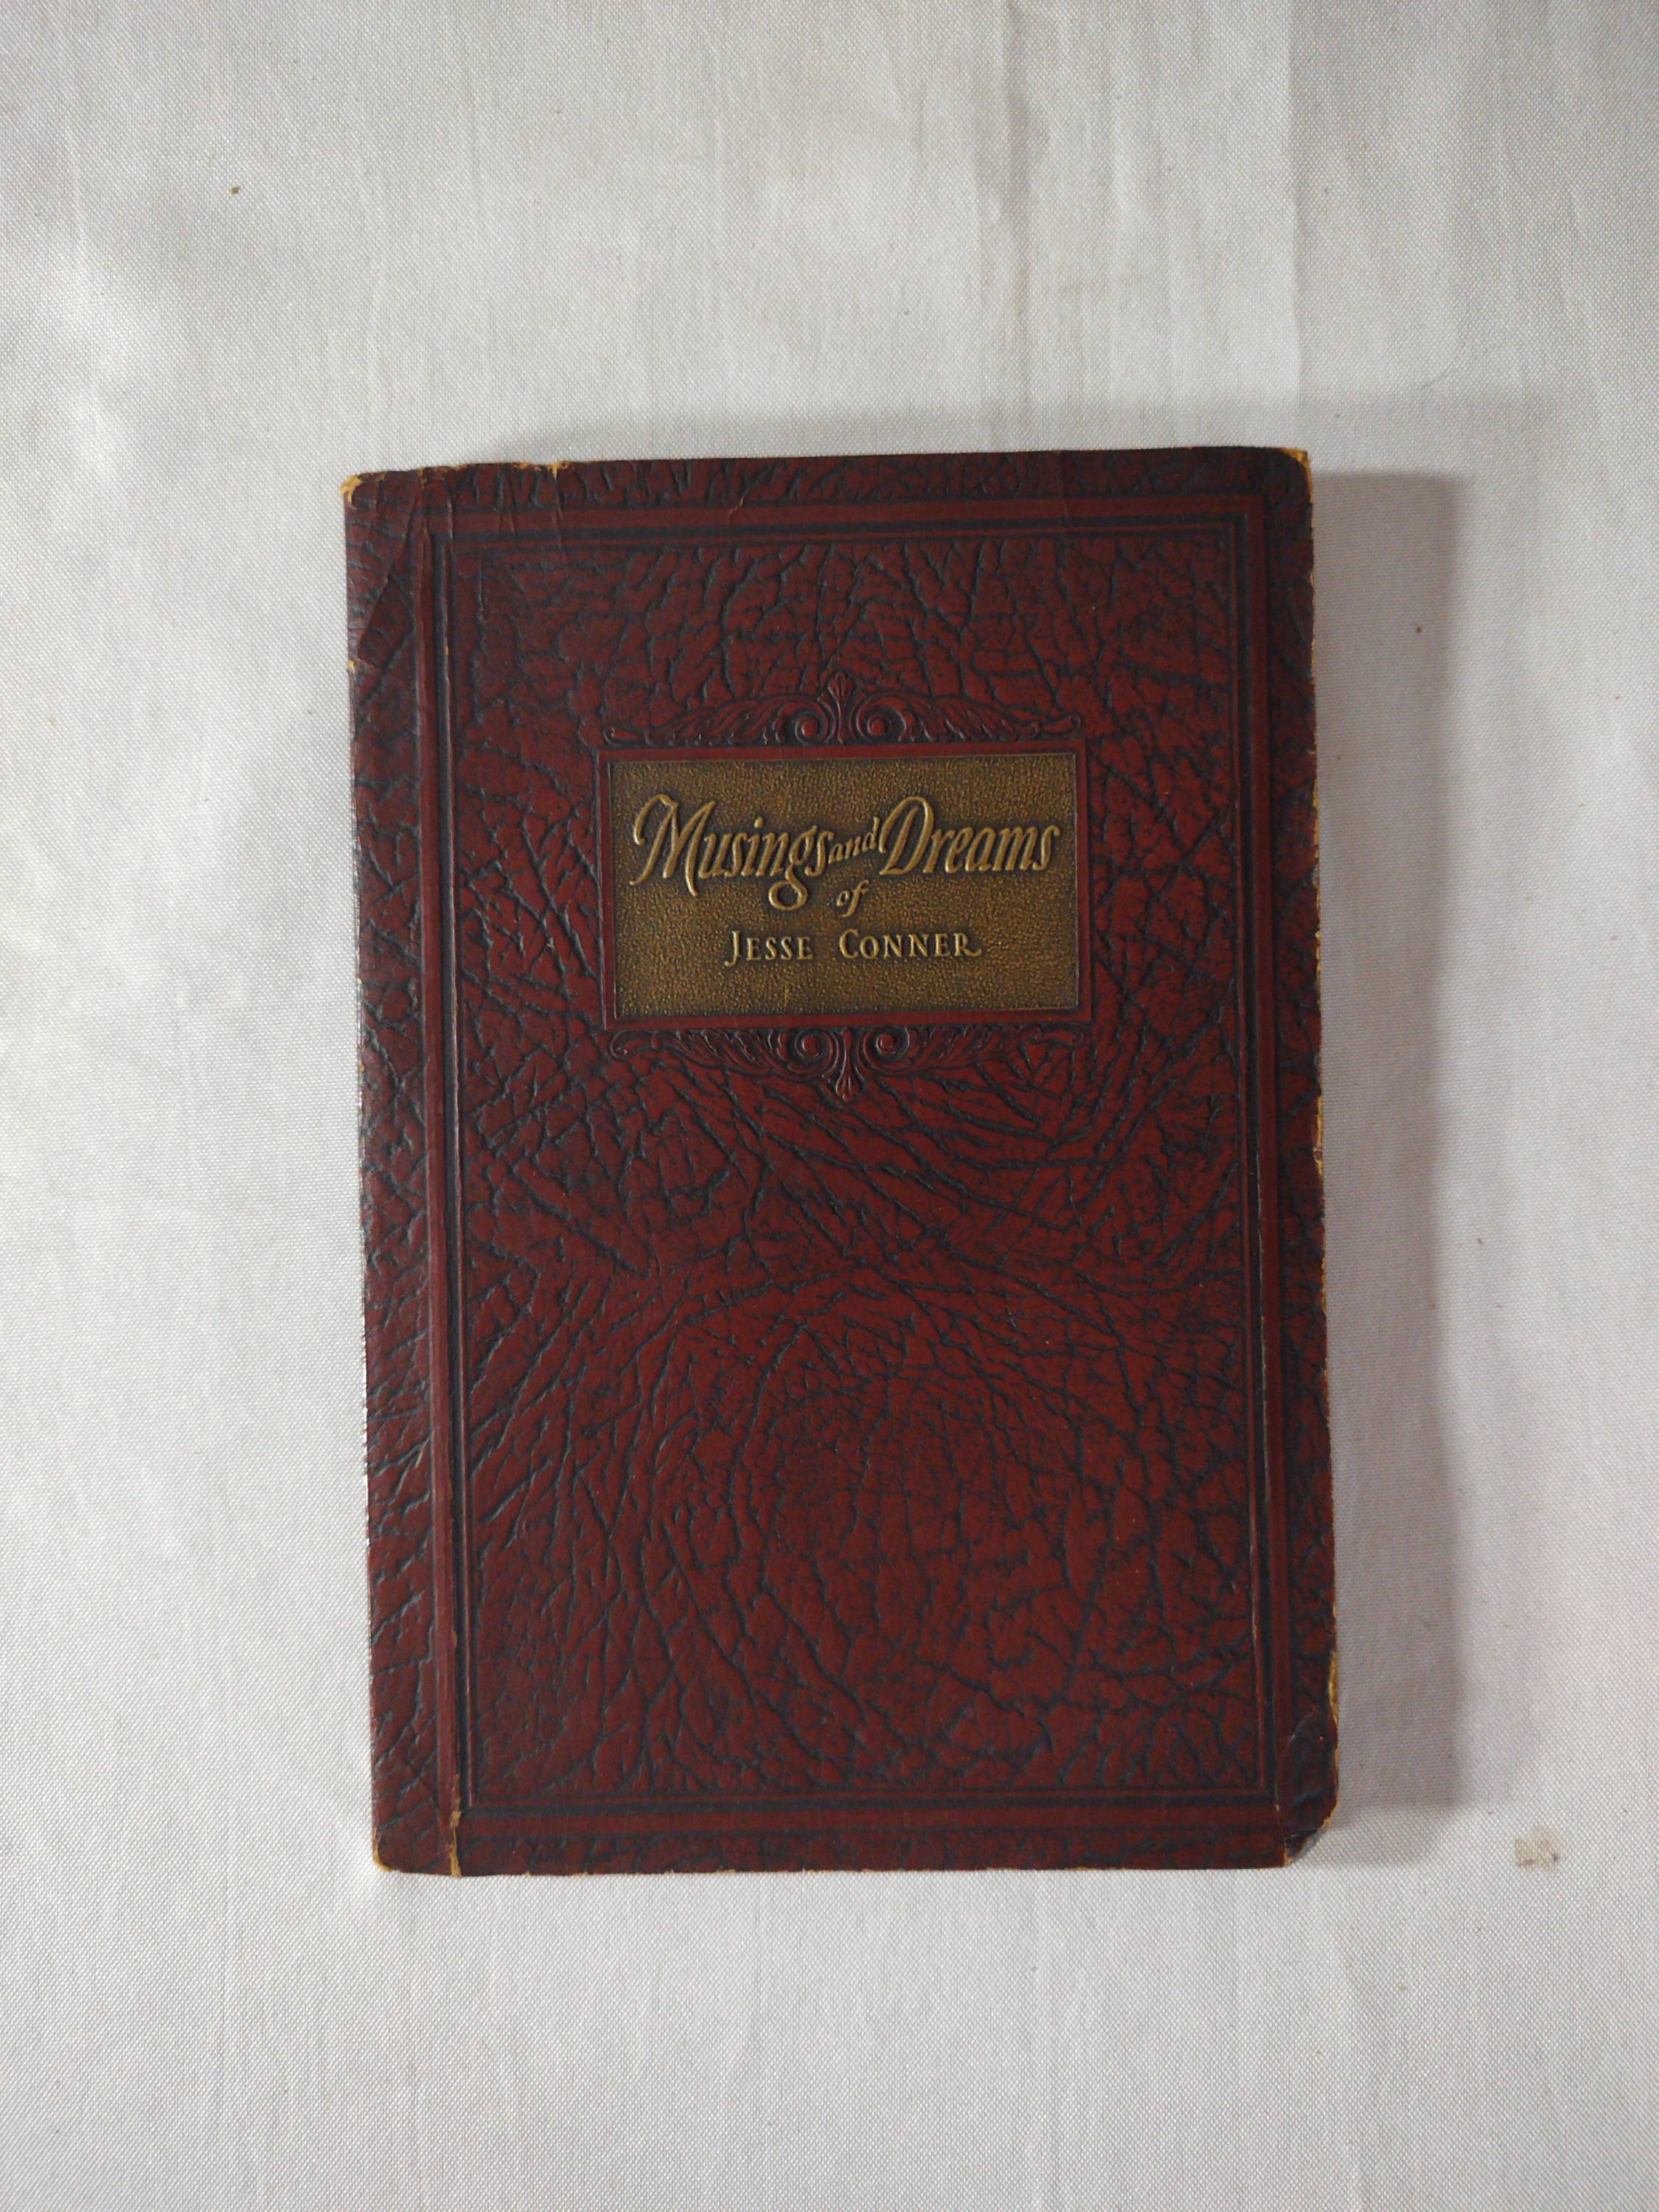 Musings and Dreams
of
JESSE CONNER